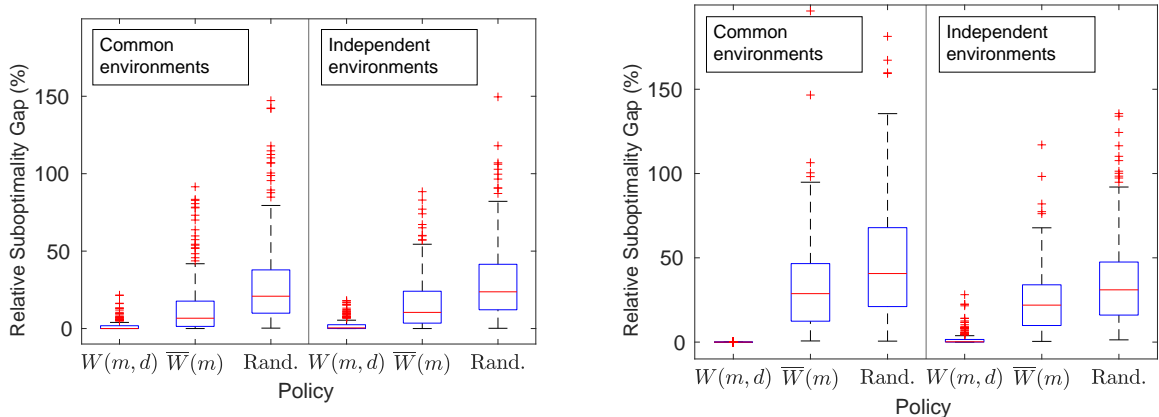 Common
environments
Independent
environments
Relative Suboptimality Gap (%)
150
100
50
0
W(m, d) W̅(m) Rand. W(m, d) W̅(m) Rand.
Policy
Common
environments
Independent
environments
Relative Suboptimality Gap (%)
150
100
50
0
W(m, d) W̅(m) Rand. W(m, d) W̅(m) Rand.
Policy